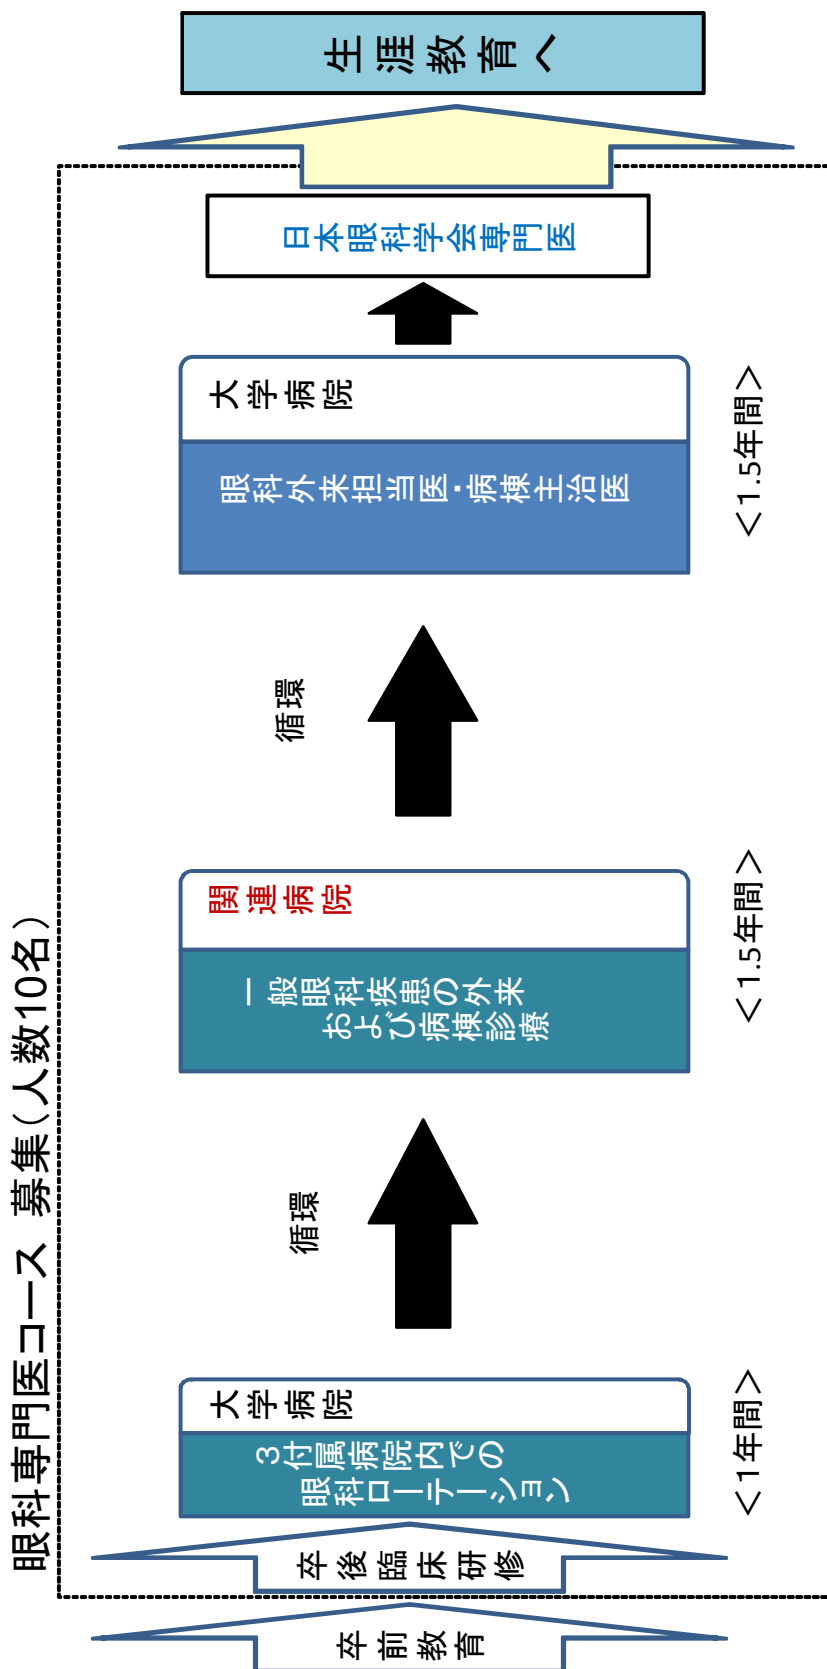 眼科専門医コース 募集(人数10名)
卒前教育
卒後臨床研修
大学病院
3付属病院内での
眼科ローテーション
<1年間>
循環
関連病院
一般眼科疾患の外来
および病棟診療
<1.5年間>
循環
大学病院
眼科外来担当医・病棟主治医
<1.5年間>
日本眼科学会専門医
生涯教育へ